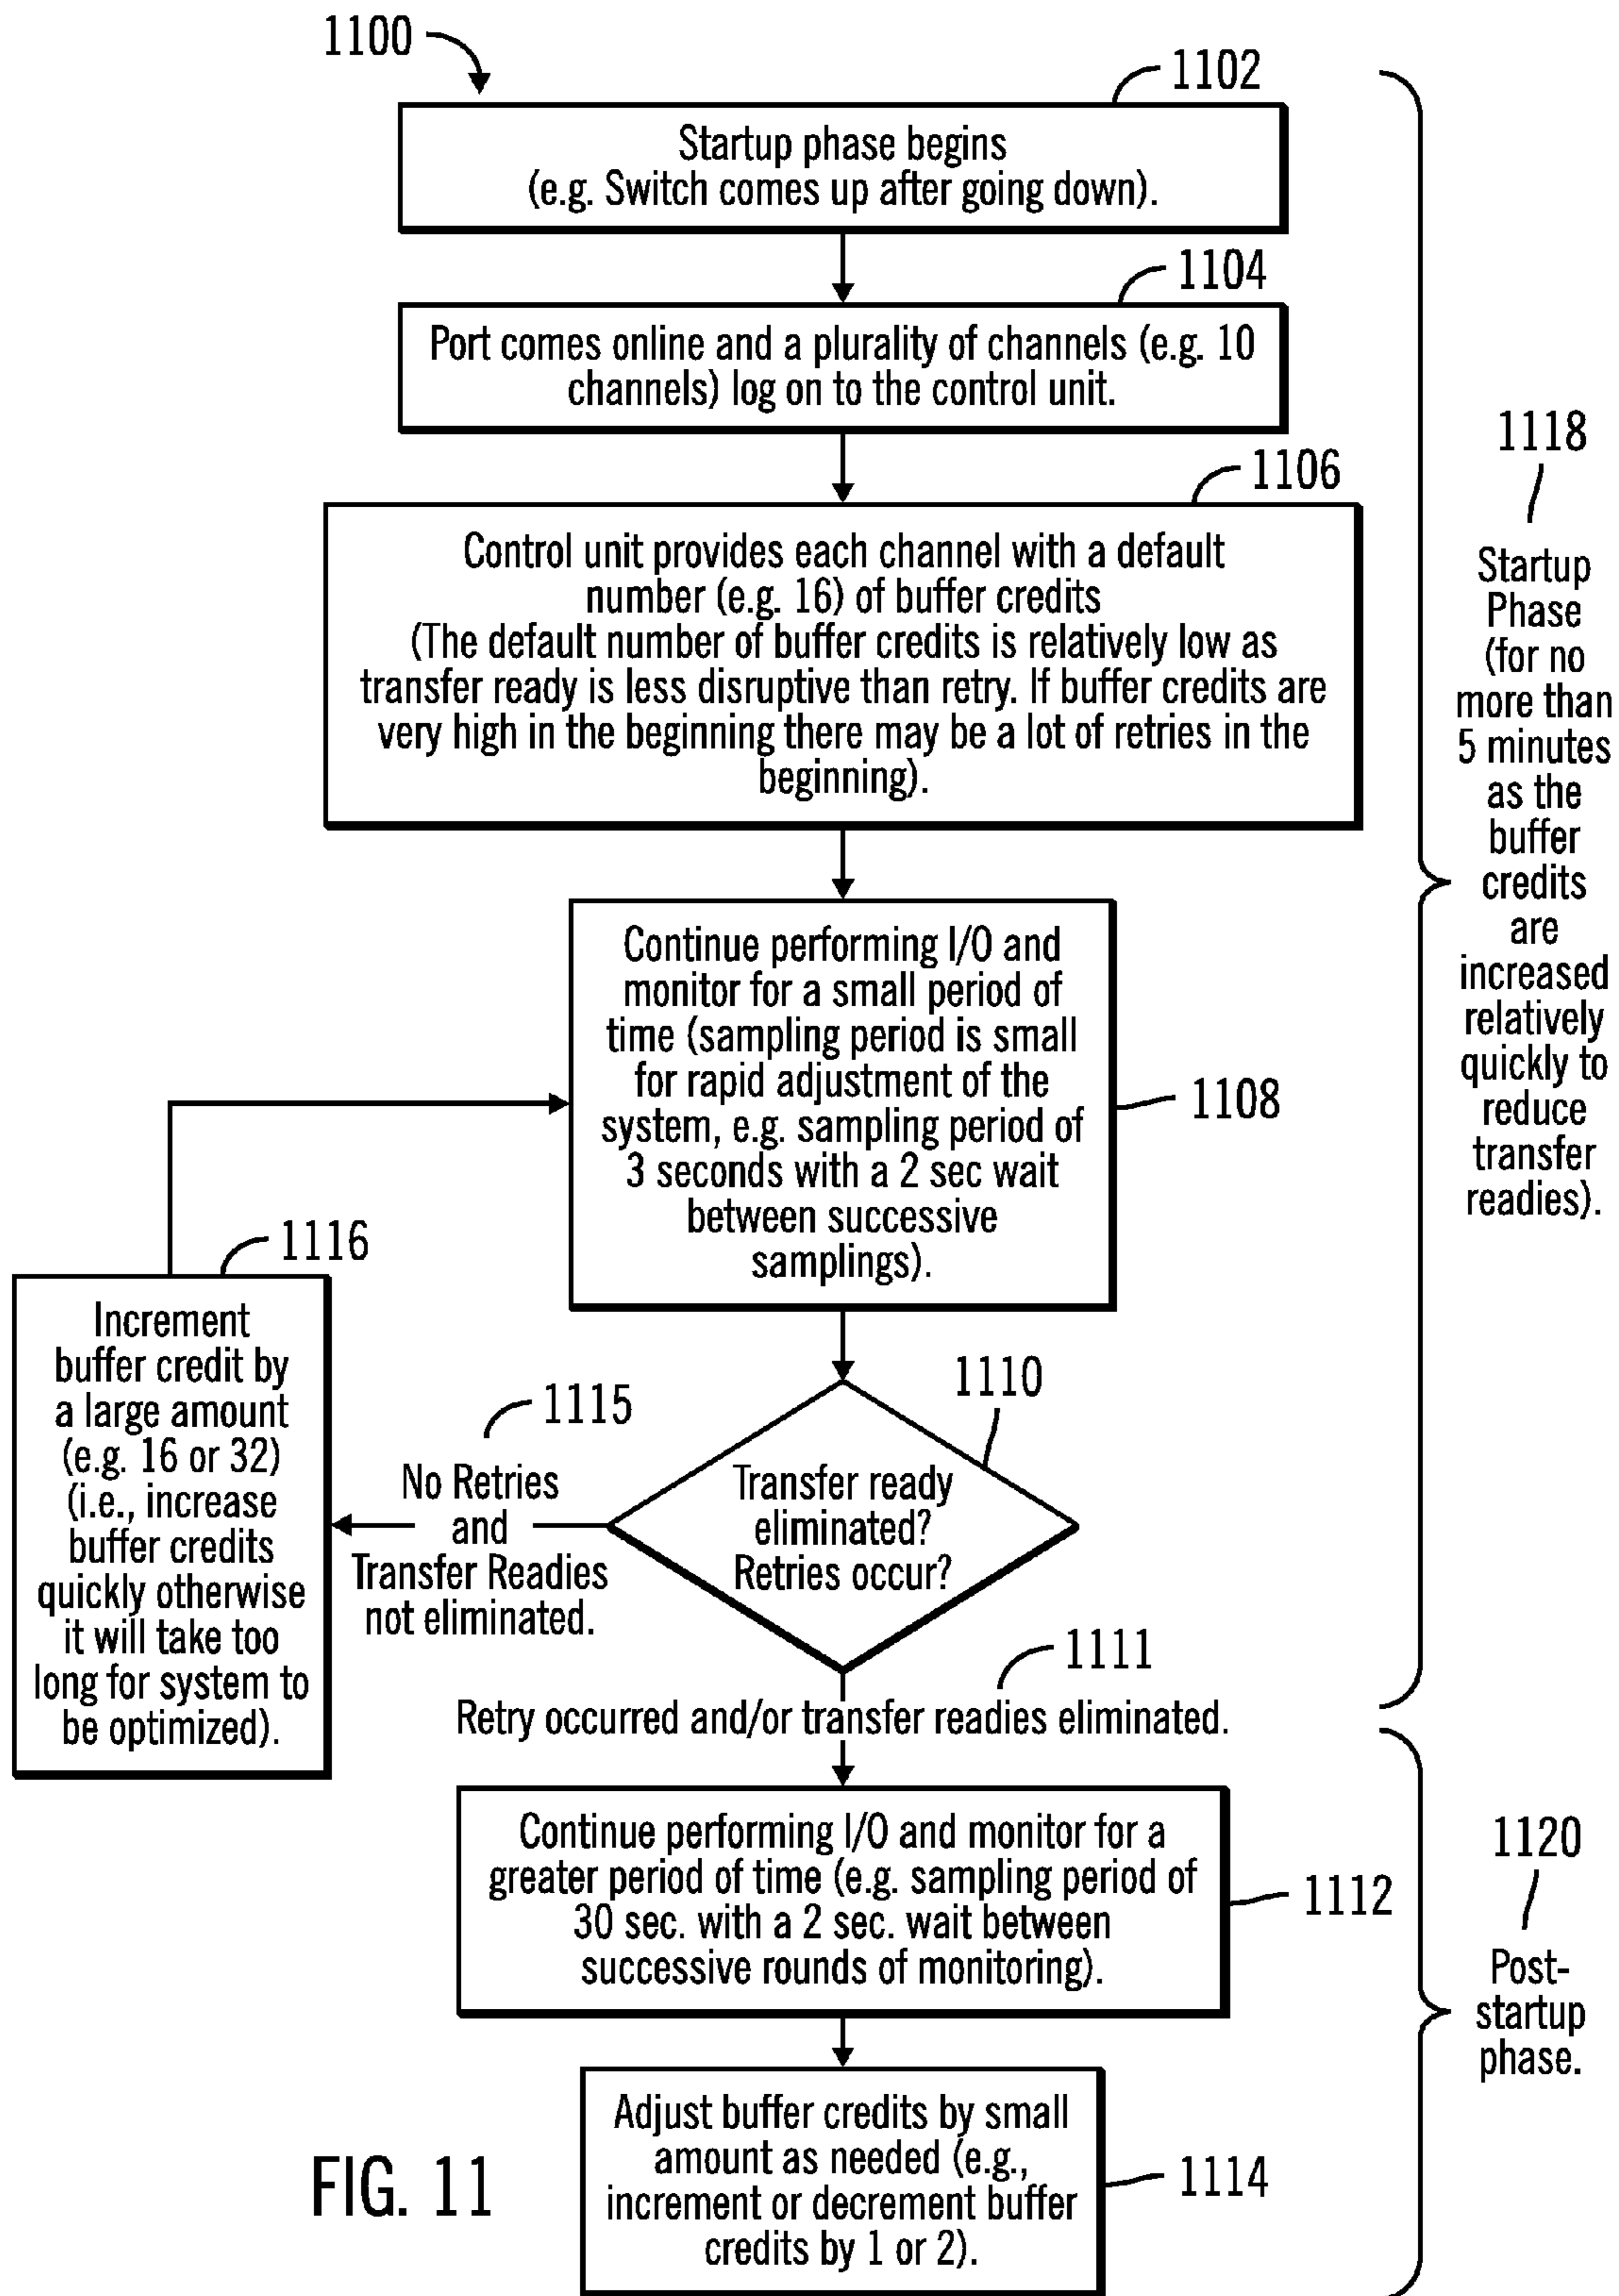 1100
1102
Startup phase begins
(e.g. Switch comes up after going down).
1104
Port comes online and a plurality of channels (e.g. 10
channels) log on to the control unit.
1106
Control unit provides each channel with a default
number (e.g. 16) of buffer credits
(The default number of buffer credits is relatively low as
transfer ready is less disruptive than retry. If buffer credits are
very high in the beginning there may be a lot of retries in the
beginning).
1118
Startup
Phase
(for no
more than
5 minutes
as the
buffer
credits
are
increased
relatively
quickly to
reduce
transfer
readies).
Continue performing I/O and
monitor for a small period of
time (sampling period is small
for rapid adjustment of the
system, e.g. sampling period of
3 seconds with a 2 sec wait
between successive
samplings).
1108
1116
Increment
buffer credit by
a large amount
(e.g. 16 or 32)
(i.e., increase
buffer credits
quickly otherwise
it will take too
long for system to
be optimized).
1115
No Retries
and
Transfer Readies
not eliminated.
1110
Transfer ready
eliminated?
Retries occur?
1111
Retry occurred and/or transfer readies eliminated.
Continue performing I/O and monitor for a
greater period of time (e.g. sampling period of
30 sec. with a 2 sec. wait between
successive rounds of monitoring).
1112
1120
Post-
startup
phase.
Adjust buffer credits by small
amount as needed (e.g.,
increment or decrement buffer
credits by 1 or 2).
1114
FIG. 11